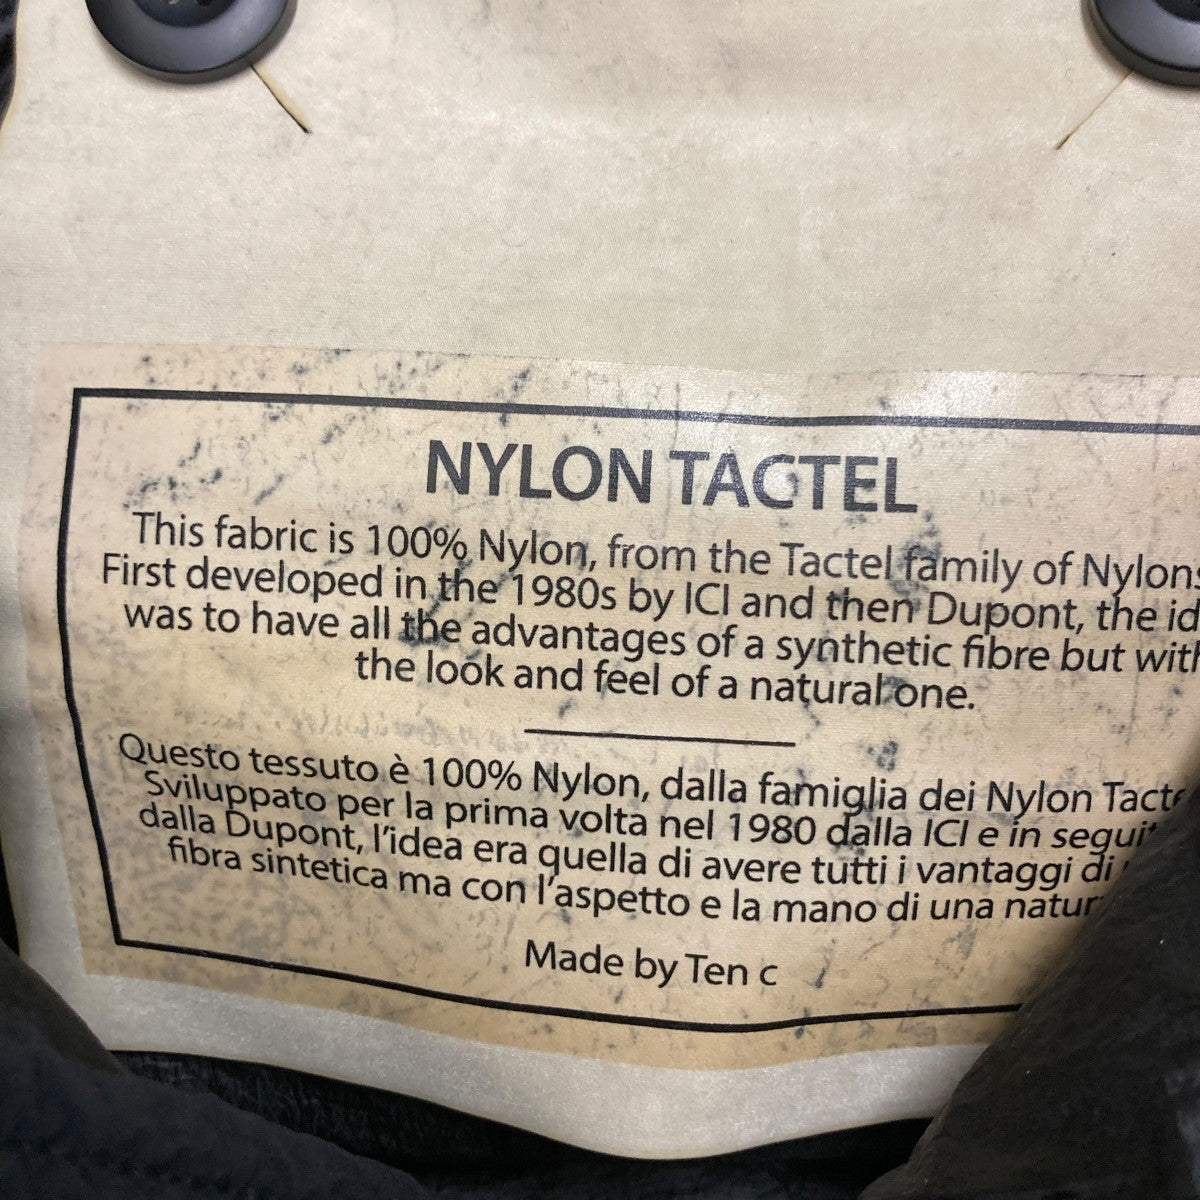 NYLON TACTEL
This fabric is 100% Nylon, from the Tactel family of Nylons
First developed in the 1980s by ICI and then Dupont, the
was to have all the advantages of a synthetic fibre but with
the look and feel of a natural one.
Questo tessuto è 100% Nylon, dalla famiglia dei Nylon
Sviluppato per la prima volta nel 1980 dalla ICI e in
dalla Dupont, l'idea era quella di avere tutti i vantaggi di
fibra sintetica ma con l'aspetto e la mano di una
Made by Ten c